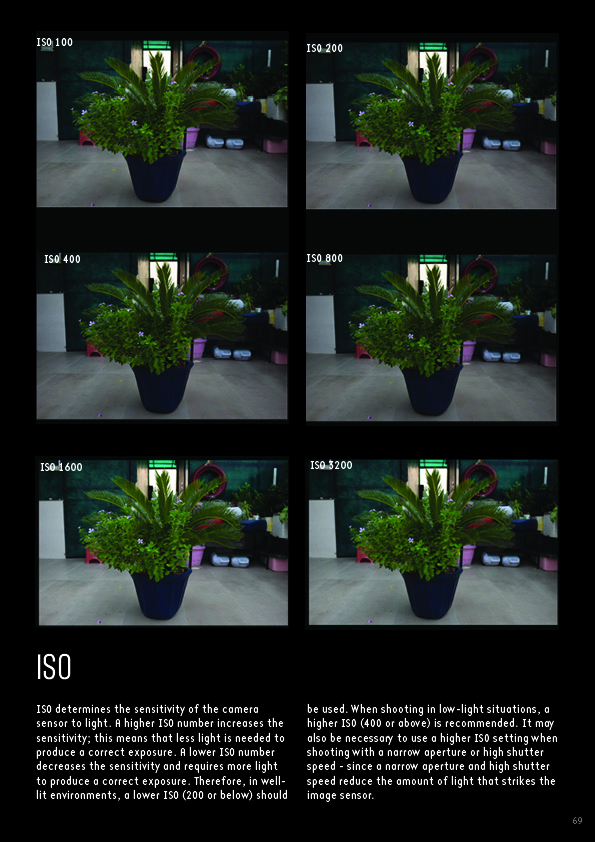 ISO 100
ISO 200
ISO 400
ISO 800
ISO 1600
ISO 3200
ISO
ISO determines the sensitivity of the camera
sensor to light. A higher ISO number increases the
sensitivity; this means that less light is needed to
produce a correct exposure. A lower ISO number
decreases the sensitivity and requires more light
to produce a correct exposure. Therefore, in well-
lit environments, a lower ISO (200 or below) should
be used. When shooting in low-light situations, a
higher ISO (400 or above) is recommended. It may
also be necessary to use a higher ISO setting when
shooting with a narrow aperture or high shutter
speed - since a narrow aperture and high shutter
speed reduce the amount of light that strikes the
image sensor.
69